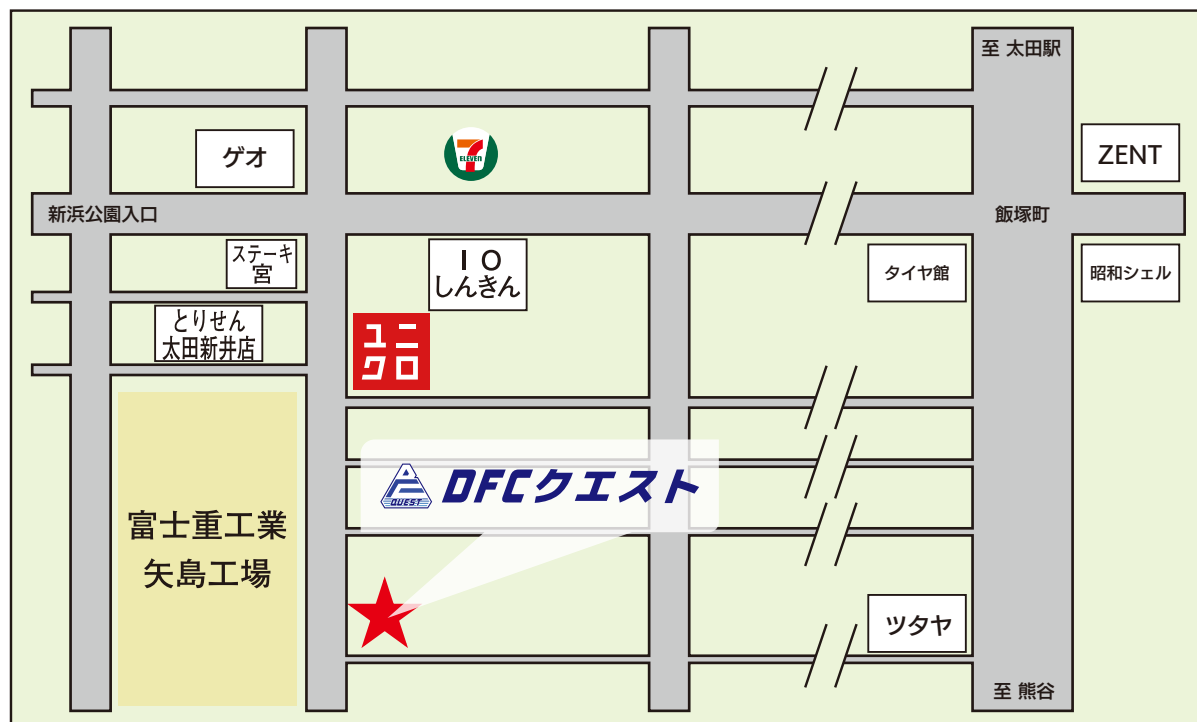 至 太田駅
ゲオ
7
ELEVEN
ZENT
新浜公園入口
飯塚町
ステーキ
宮
IO
しんきん
タイヤ館
昭和シェル
とりせん
太田新井店
ユニ
クロ
QUEST
DFCクエスト
富士重工業
矢島工場
ツタヤ
至 熊谷